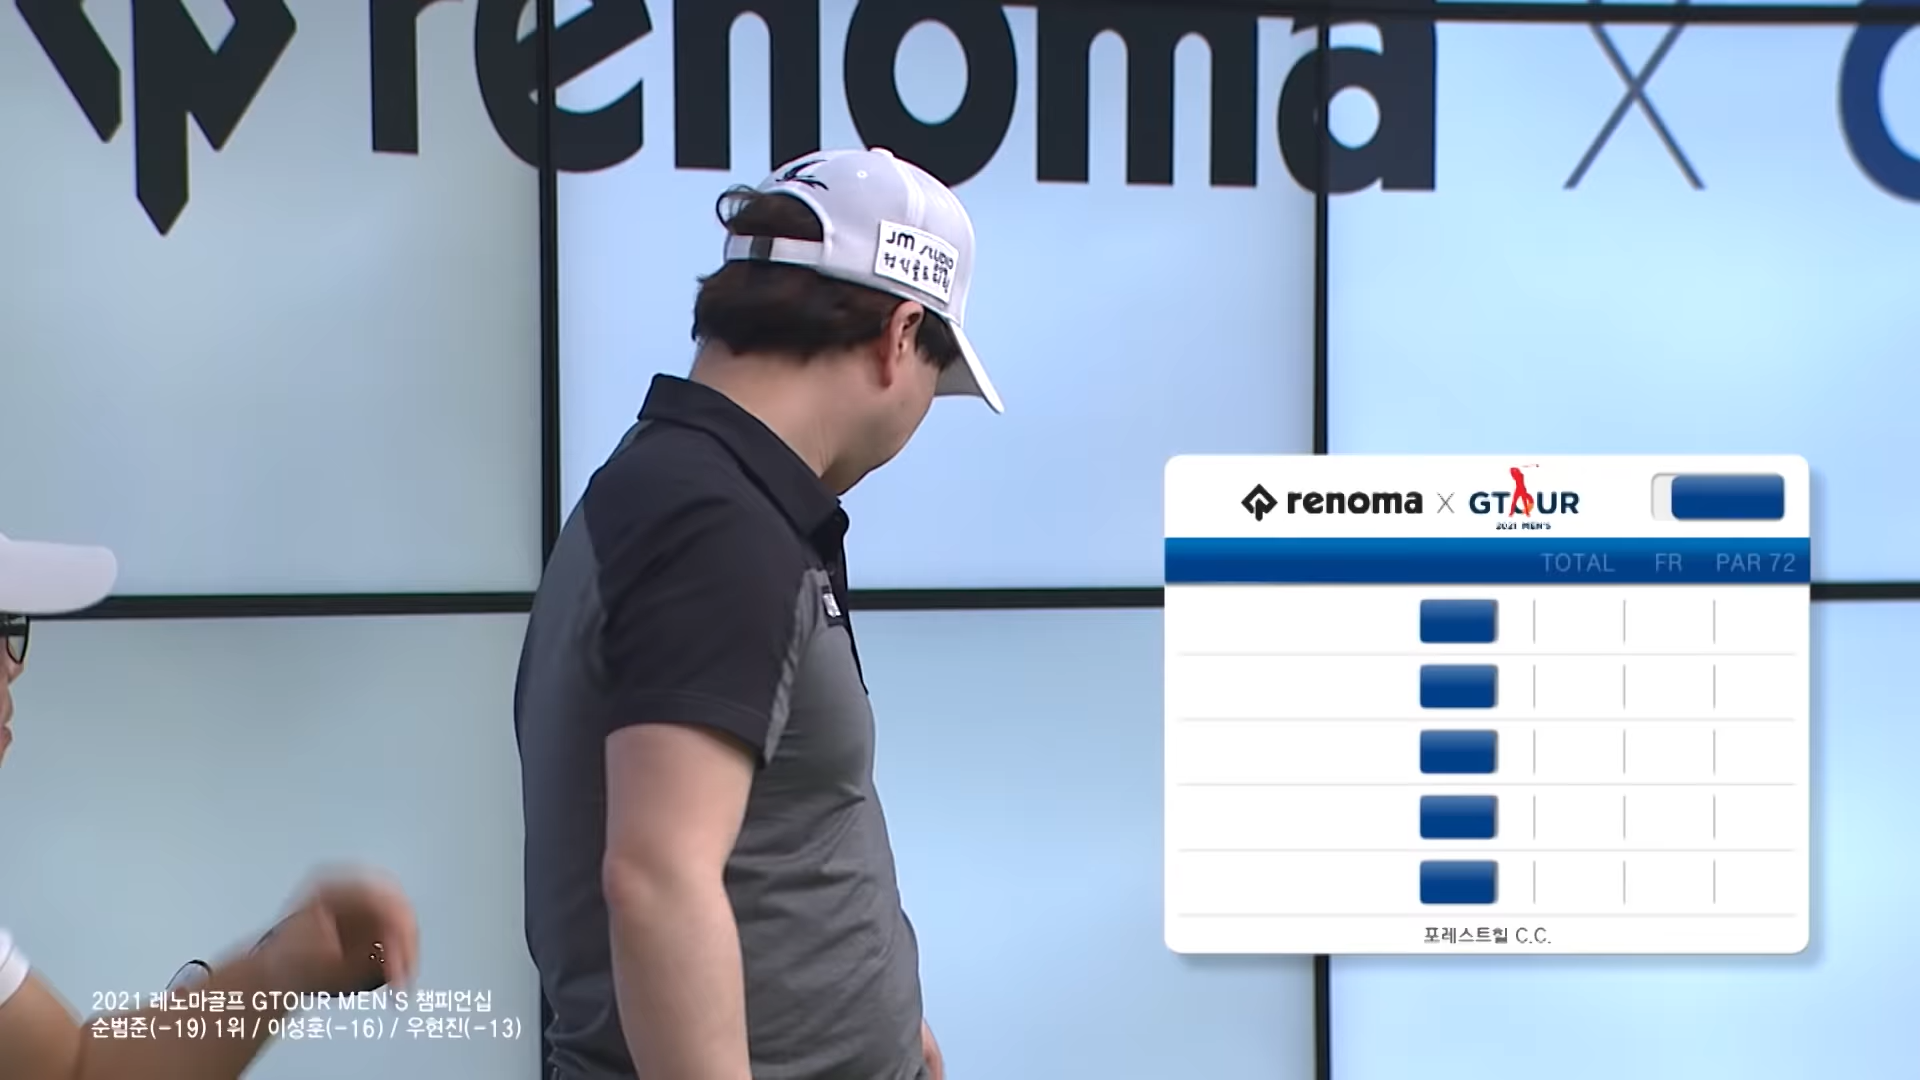 renoma X
JM STUDIO
renoma X GTOUR
2021 MEN'S
TOTAL FR PAR 72
포레스트힐 C.C.
2021 레노마골프 GTOUR MEN'S 챔피언십
순범준(-19) 1위 / 이성훈(-16) / 우현진(-13)